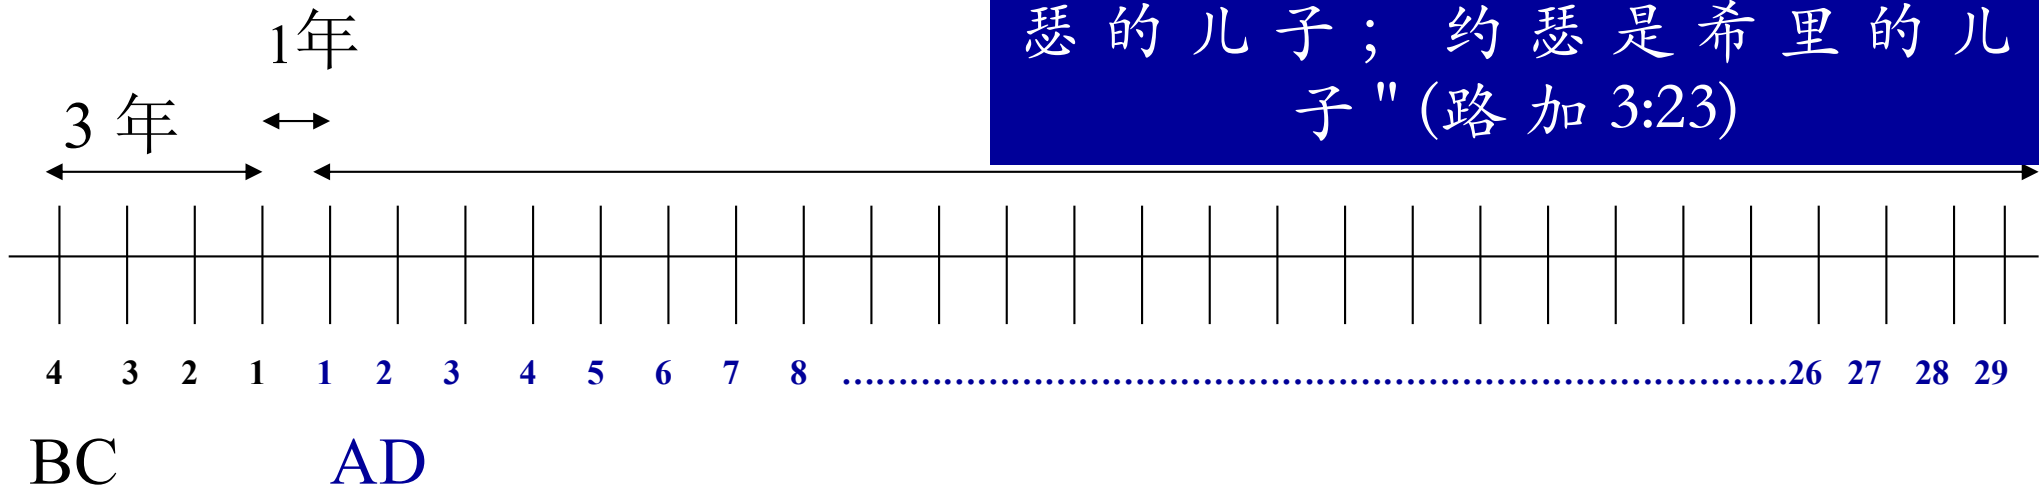 1年
3 年
瑟 的 儿 子 ； 约 瑟 是 希 里 的 儿
子 " (路 加 3:23)
4 3 2 1 1 2 3 4 5 6 7 8 ........................................................................................26 27 28 29
BC AD